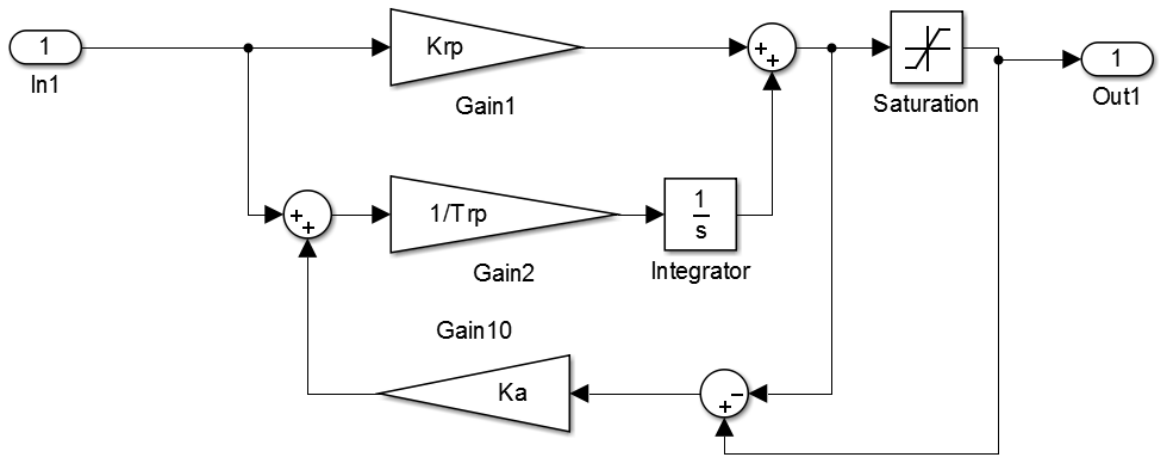 1
In1
Krp
Gain1
+
+
Saturation
1
Out1
+
+
1/Trp
Gain2
1
s
Integrator
Gain10
Ka
+
−